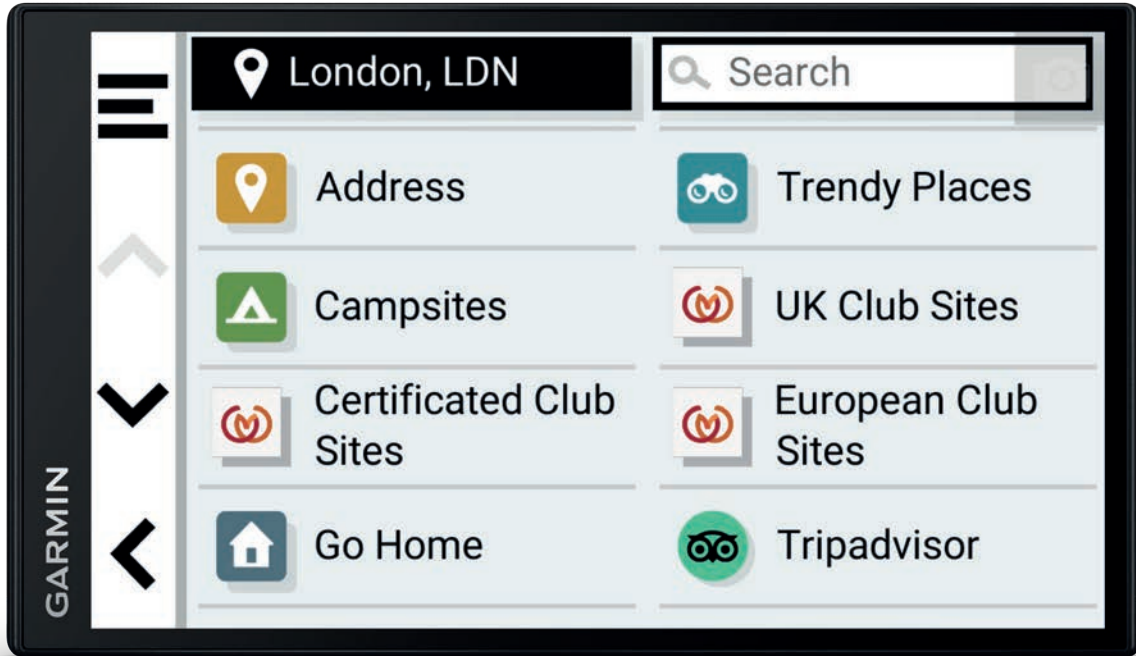 London, LDN
Search
Address
Trendy Places
Campsites
UK Club Sites
Certificated Club
Sites
European Club
Sites
Go Home
Tripadvisor
GARMIN